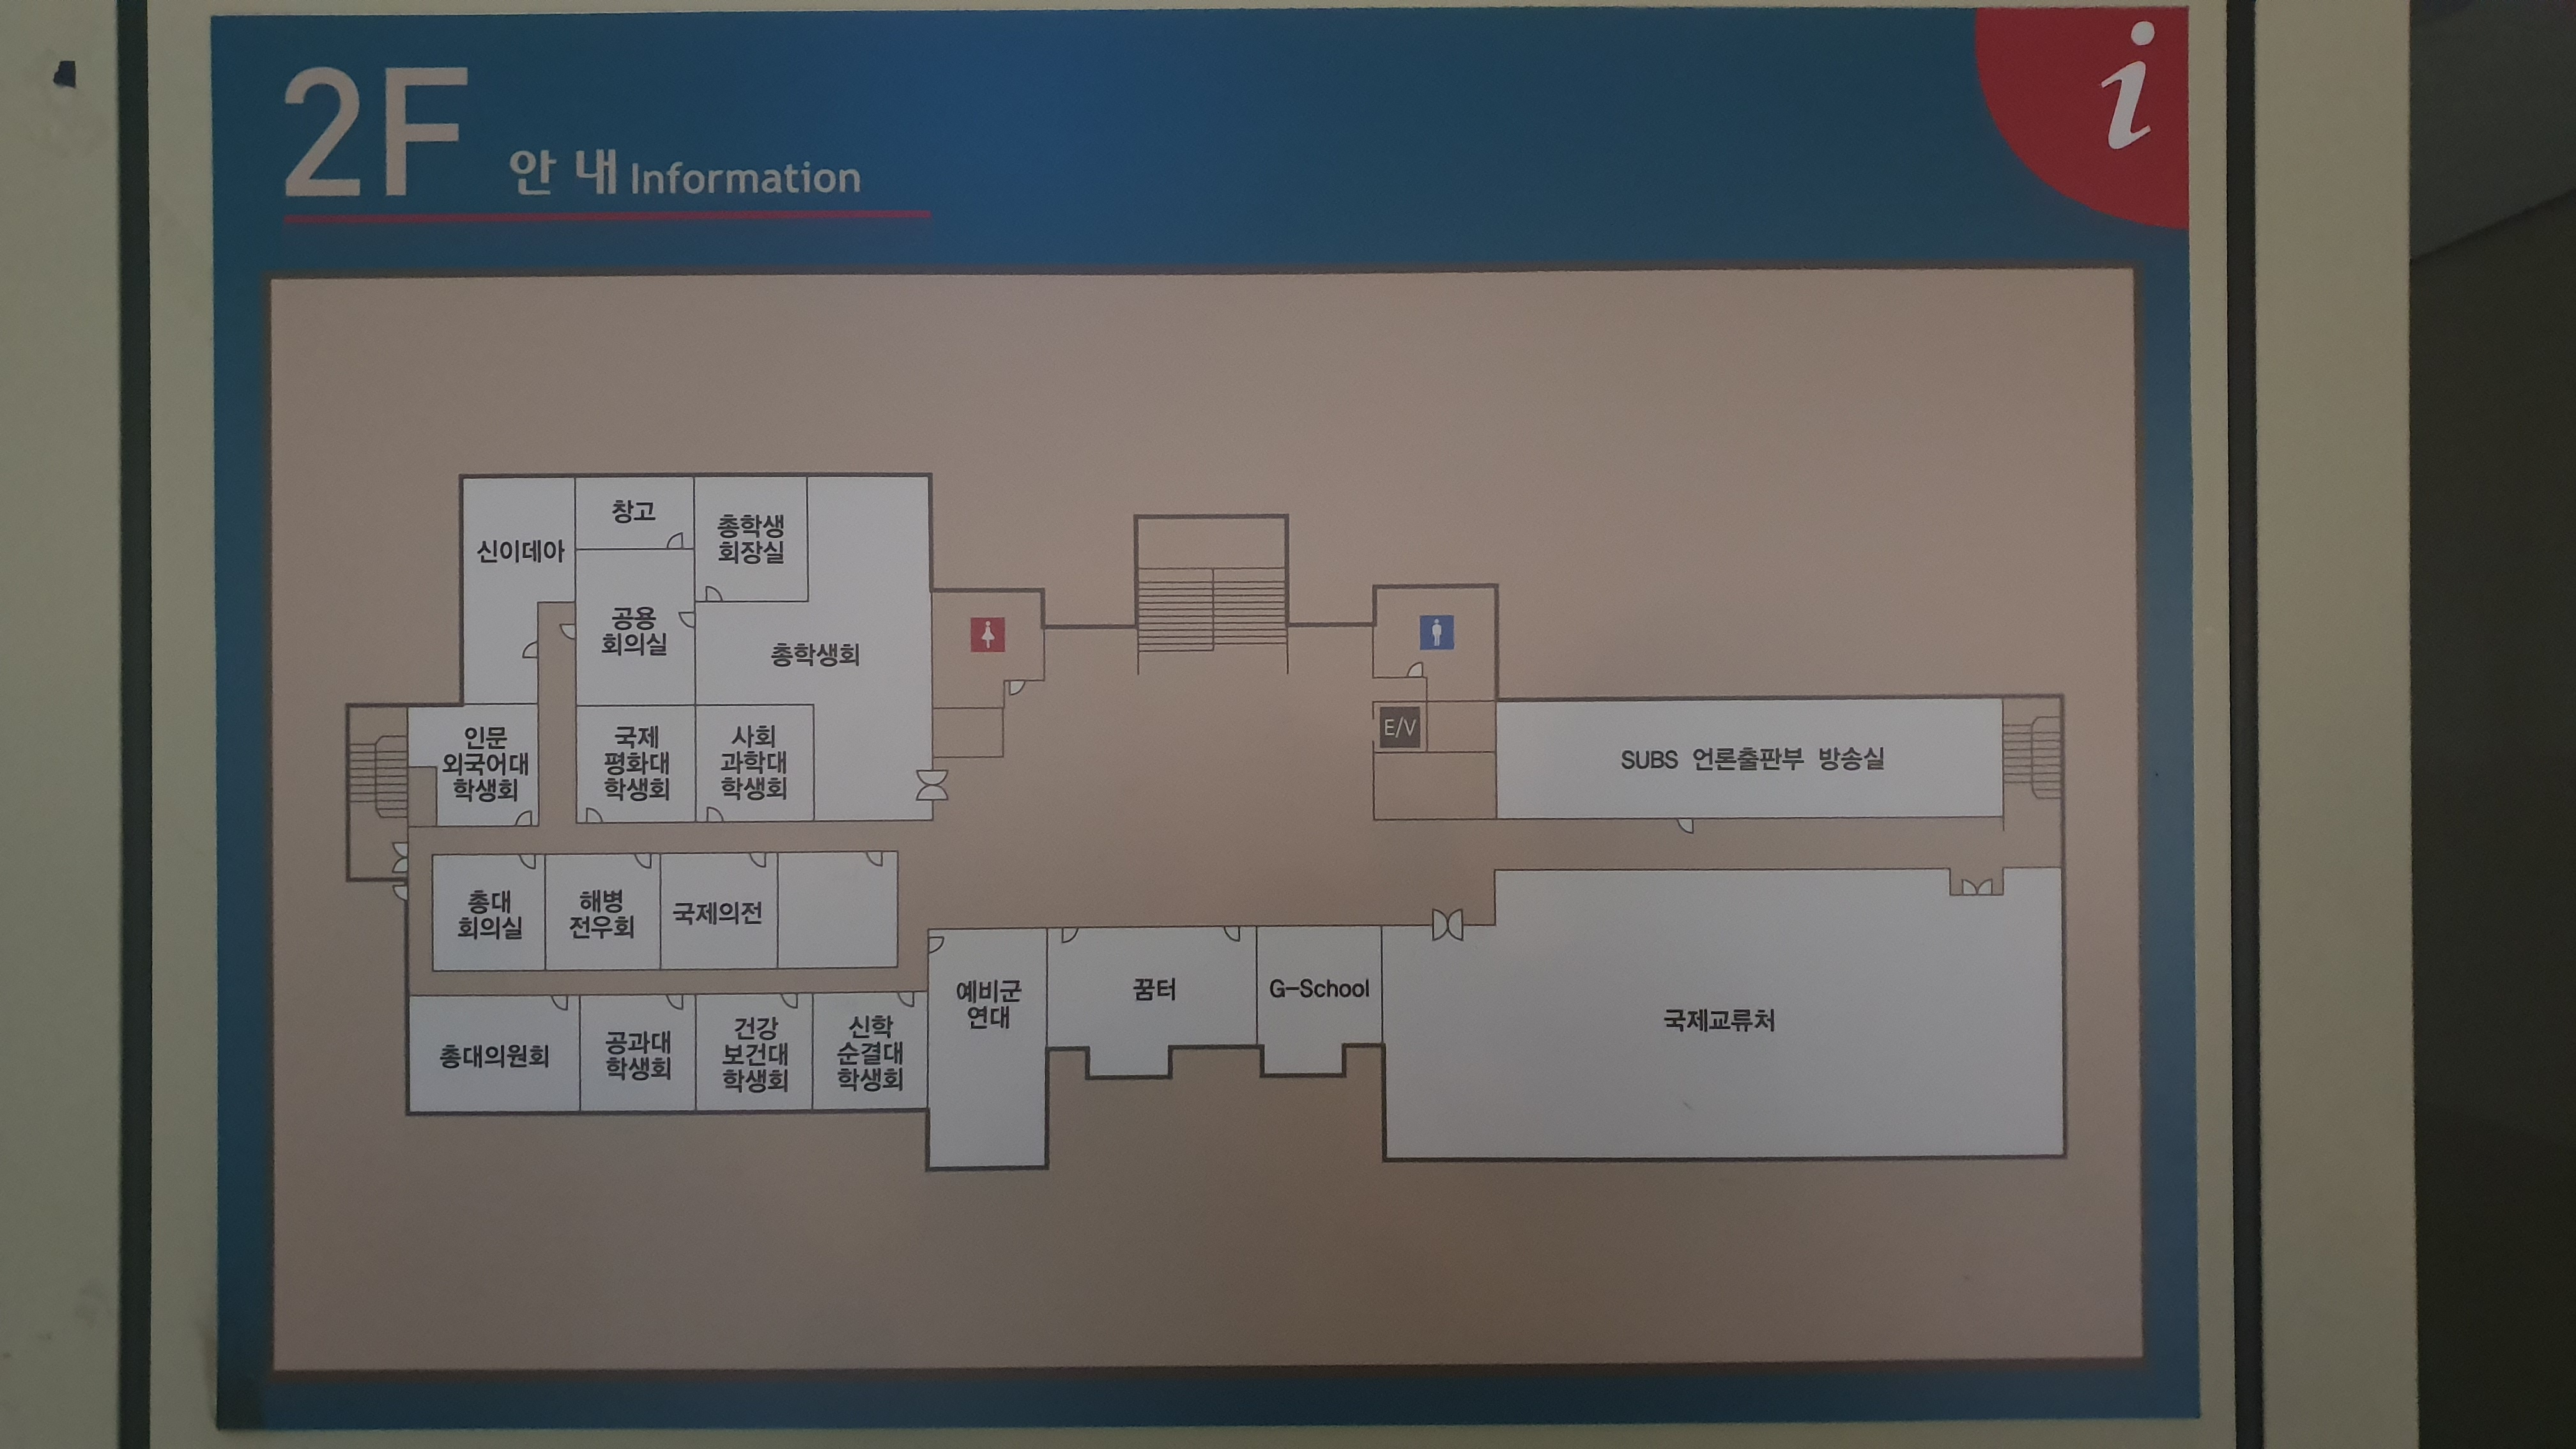 2F 안 내 Information
i
신이데아
창고
총학생
회장실
공용
회의실
총학생회
인문
외국어대
학생회
국제
평화대
학생회
사회
과학대
학생회
E/V
SUBS 언론출판부 방송실
총대
회의실
해병
전우회
국제의전
총대의원회
공과대
학생회
건강
보건대
학생회
신학
순결대
학생회
예비군
연대
꿈터
G-School
국제교류처